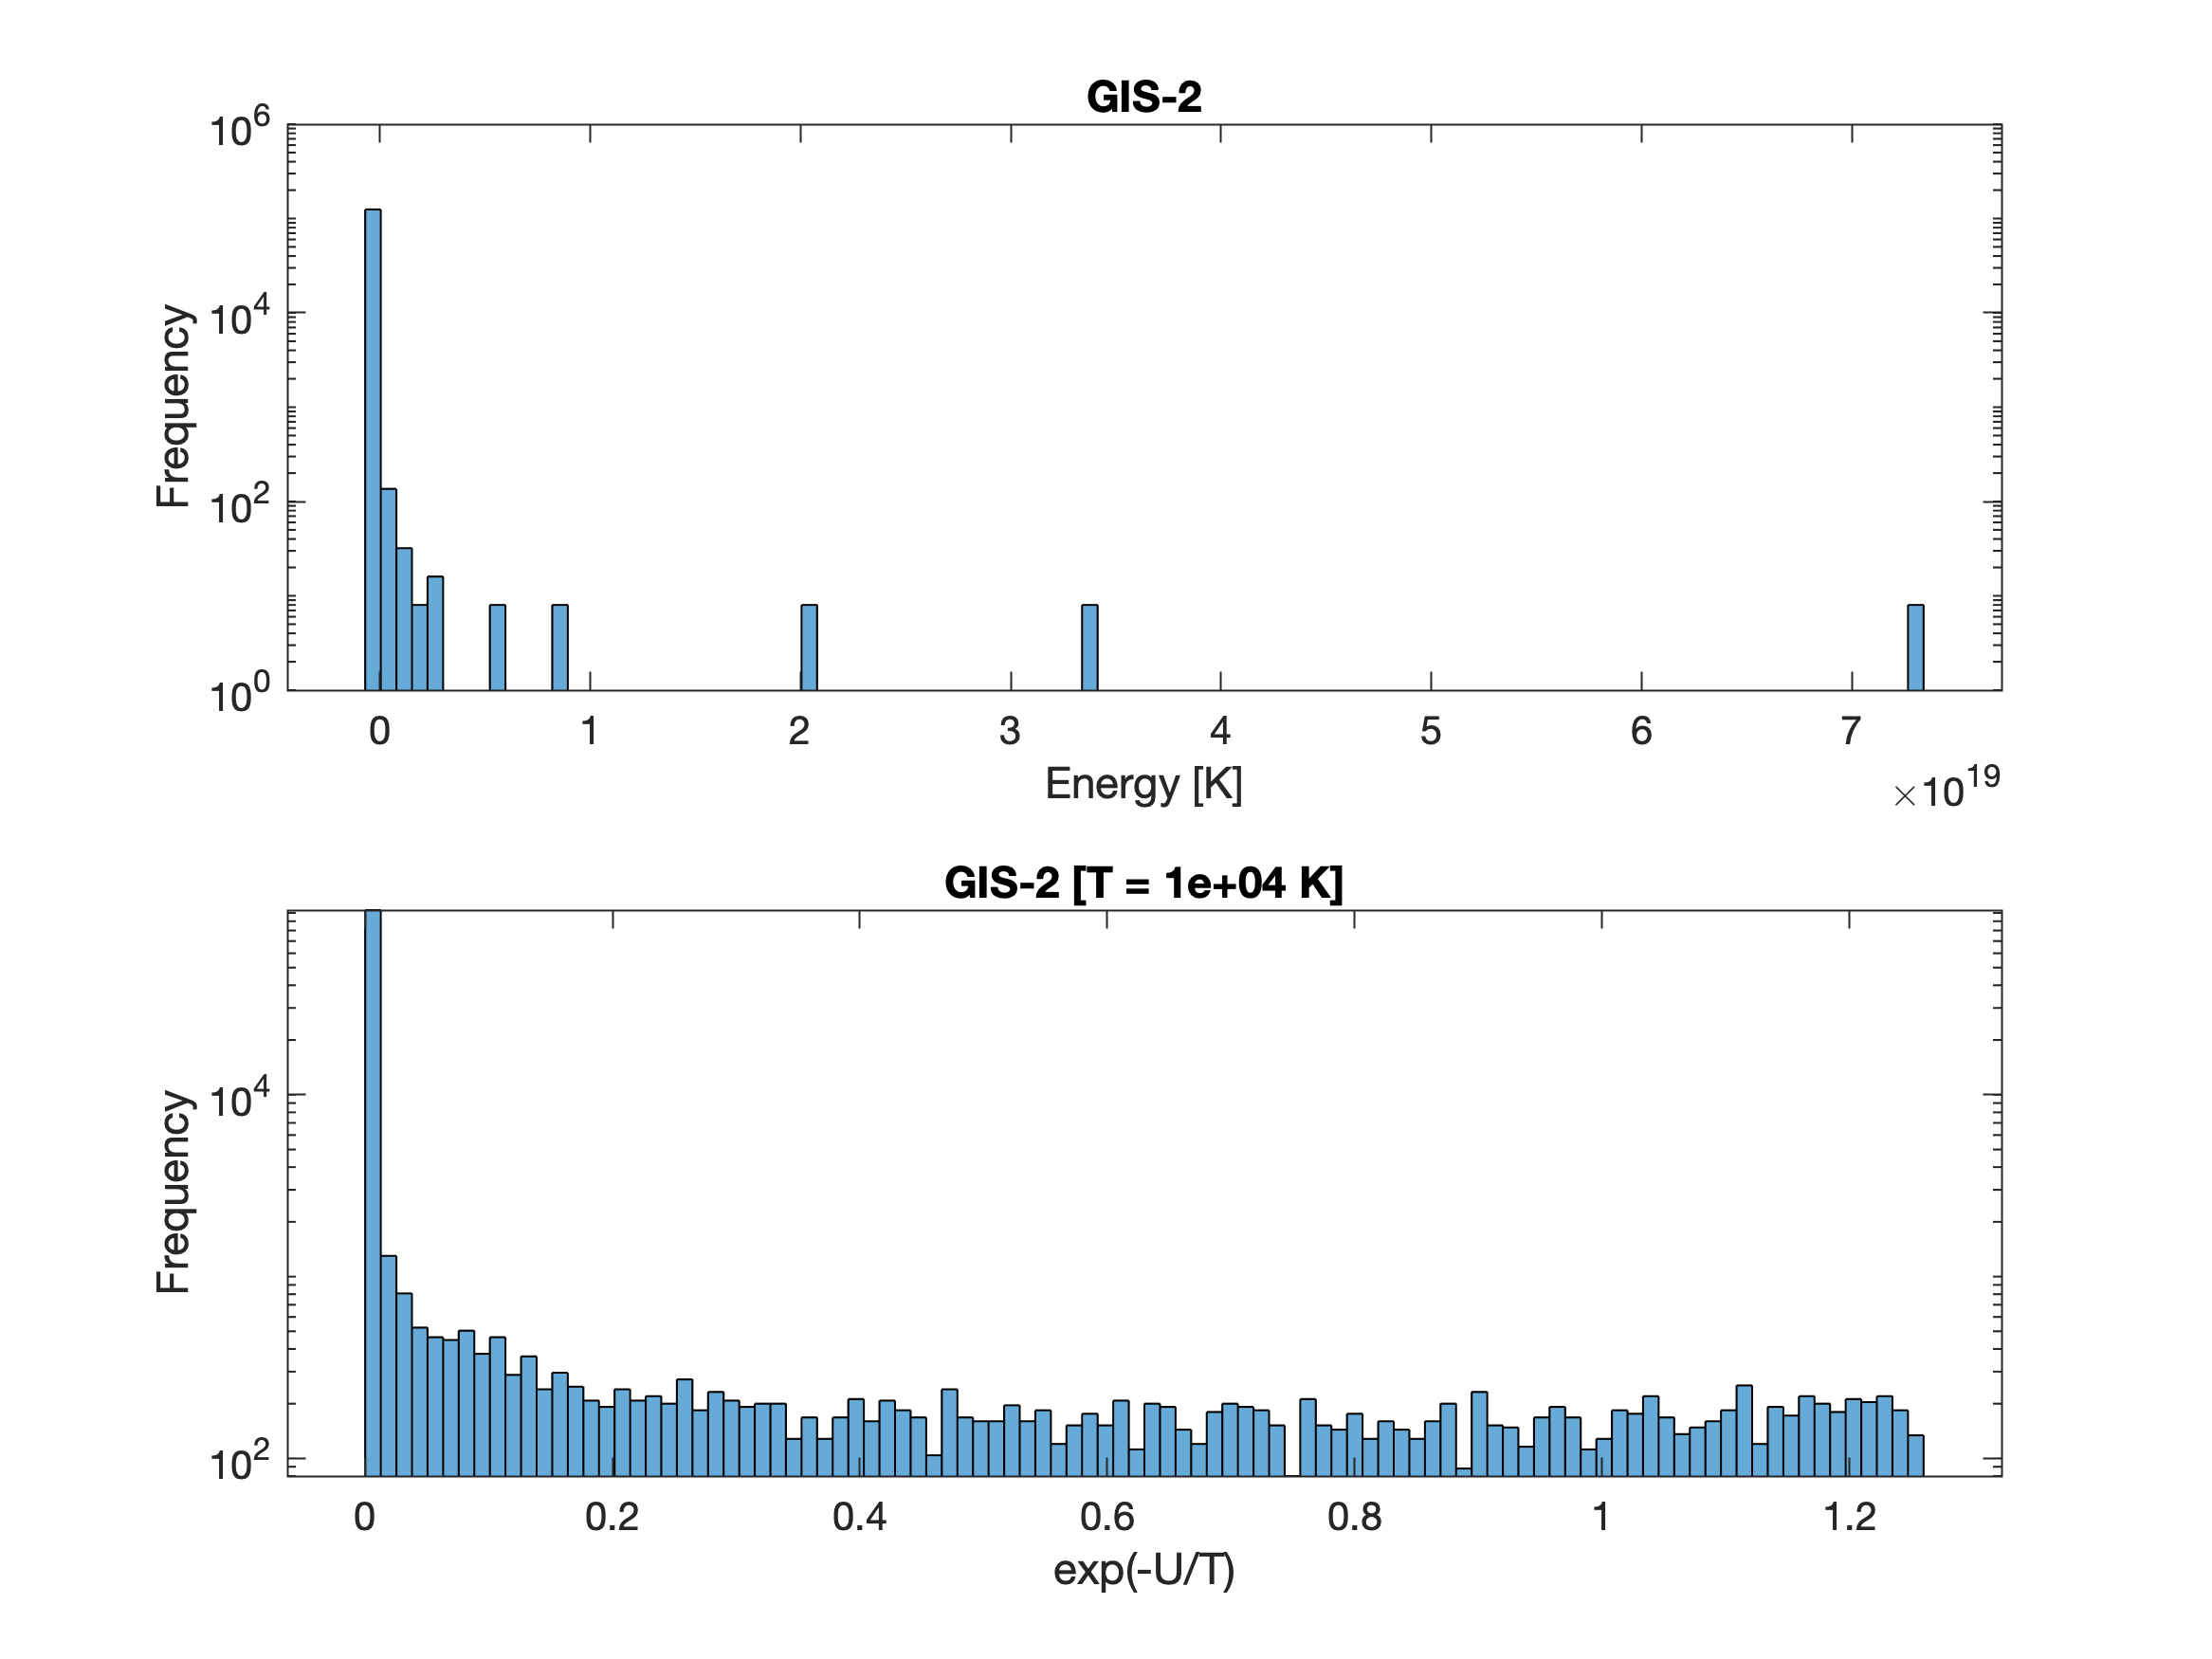 GIS-2
10^6
10^4
10^2
10^0
Frequency
0 1 2 3 4 5 6 7
Energy [K]
×10^19
GIS-2 [T = 1e+04 K]
10^4
10^2
Frequency
0 0.2 0.4 0.6 0.8 1 1.2
exp(-U/T)